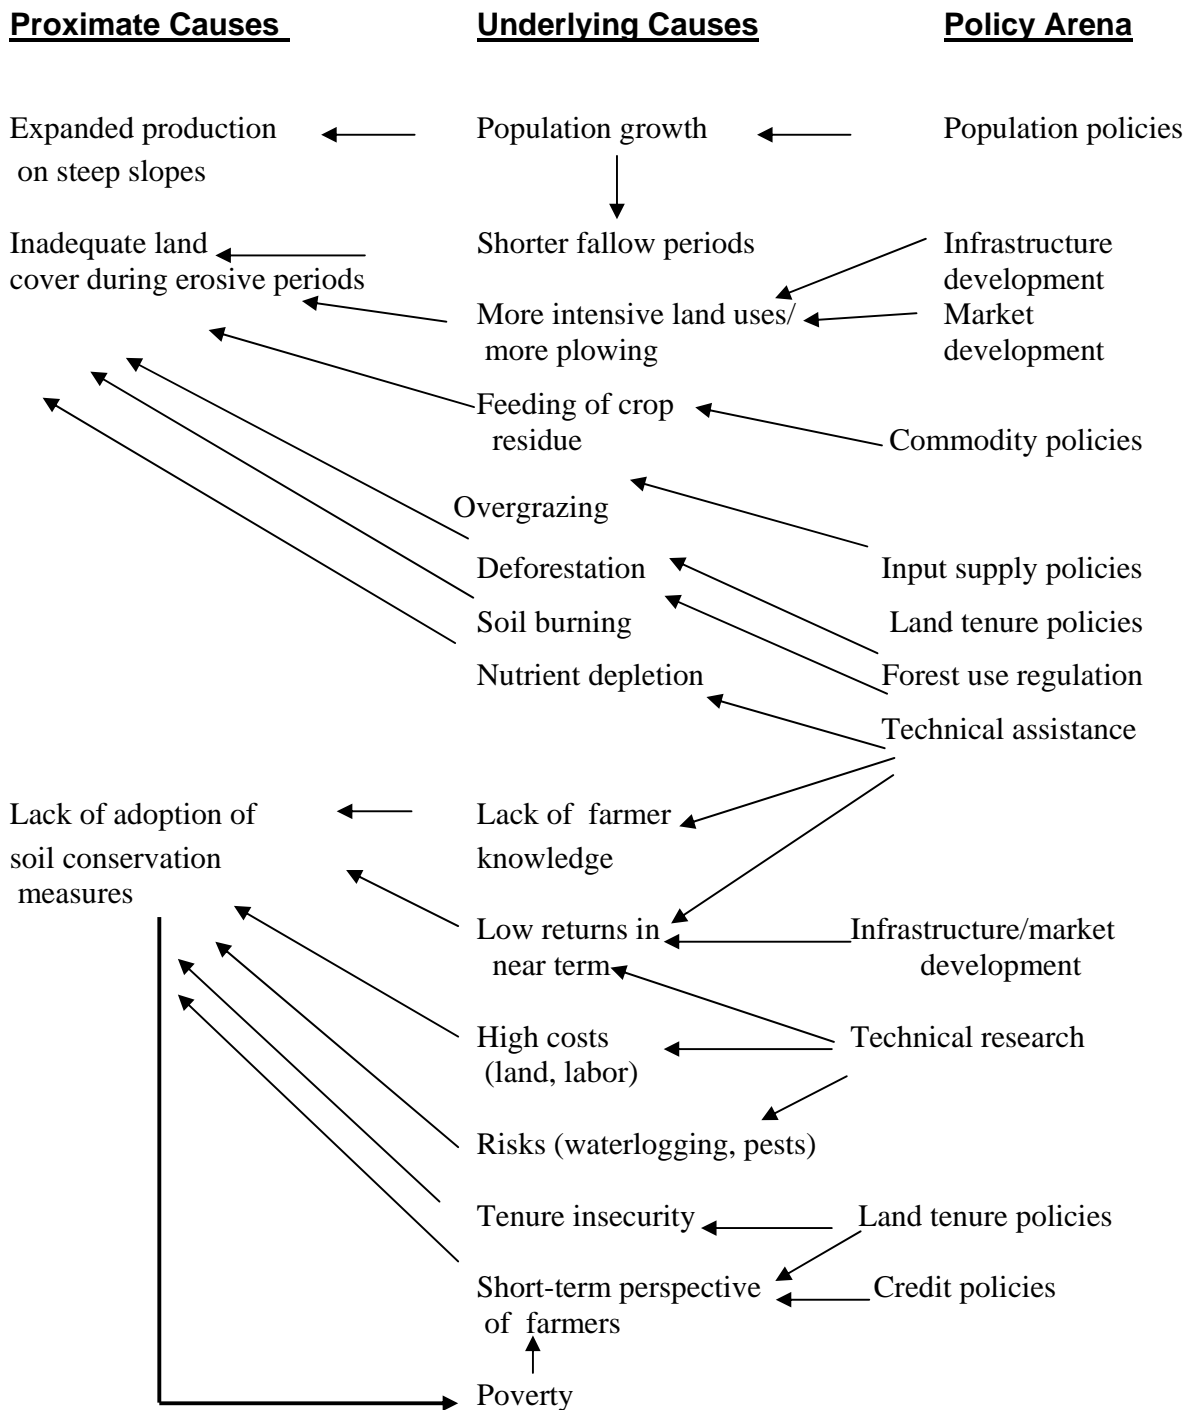 Proximate Causes
Underlying Causes
Policy Arena
Expanded production
on steep slopes
Population growth
Population policies
Inadequate land
cover during erosive periods
Shorter fallow periods
Infrastructure
development
More intensive land uses/
more plowing
Market
development
Feeding of crop
residue
Commodity policies
Overgrazing
Deforestation
Input supply policies
Soil burning
Land tenure policies
Nutrient depletion
Forest use regulation
Technical assistance
Lack of adoption of
soil conservation
measures
Lack of farmer
knowledge
Low returns in
near term
Infrastructure/market
development
High costs
(land, labor)
Technical research
Risks (waterlogging, pests)
Tenure insecurity
Land tenure policies
Short-term perspective
of farmers
Credit policies
Poverty